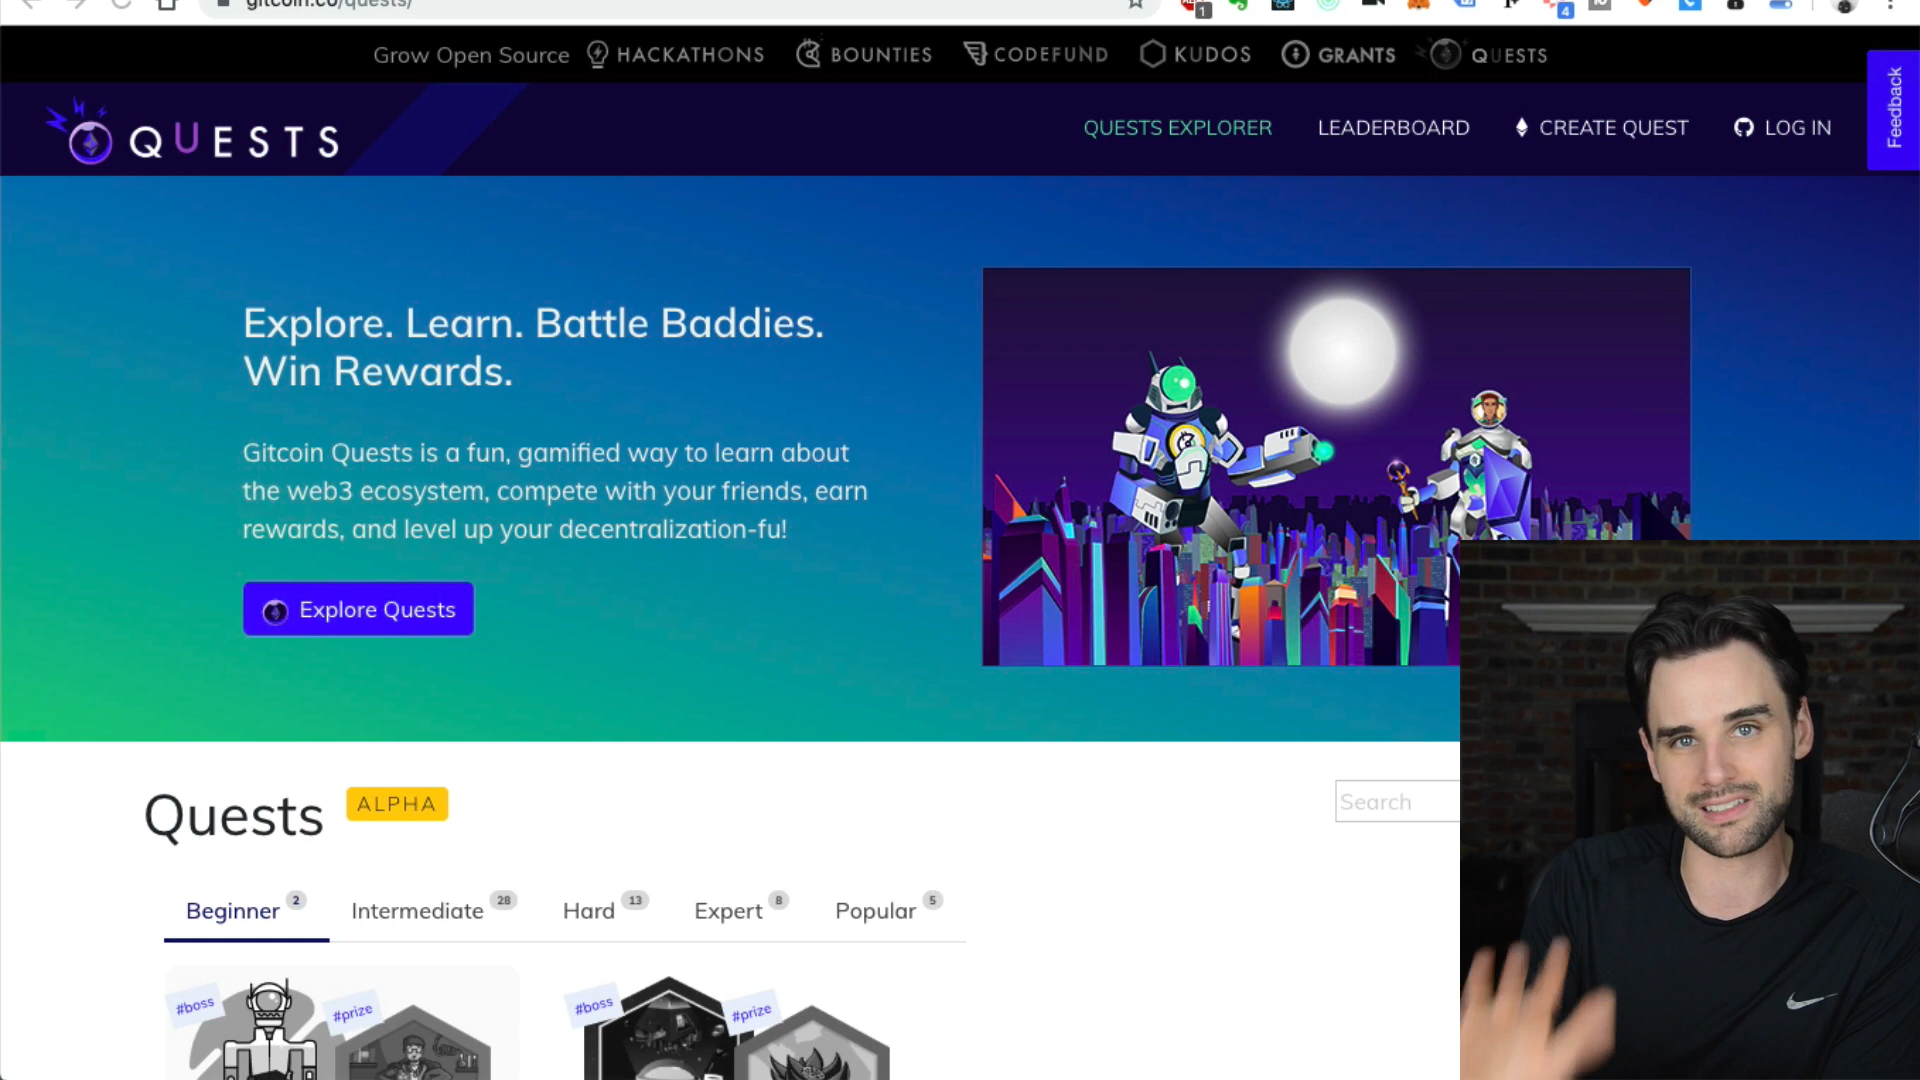 gitcoin.co/quests/
1
4
Grow Open Source HACKATHONS BOUNTIES CODEFUND KUDOS GRANTS QUESTS
QUESTS
QUESTS EXPLORER LEADERBOARD CREATE QUEST LOG IN
Feedback
Explore. Learn. Battle Baddies.
Win Rewards.
Gitcoin Quests is a fun, gamified way to learn about
the web3 ecosystem, compete with your friends, earn
rewards, and level up your decentralization-fu!
Explore Quests
Quests ALPHA
Search
Beginner 2 Intermediate 28 Hard 13 Expert 8 Popular 5
#boss #prize #boss #prize